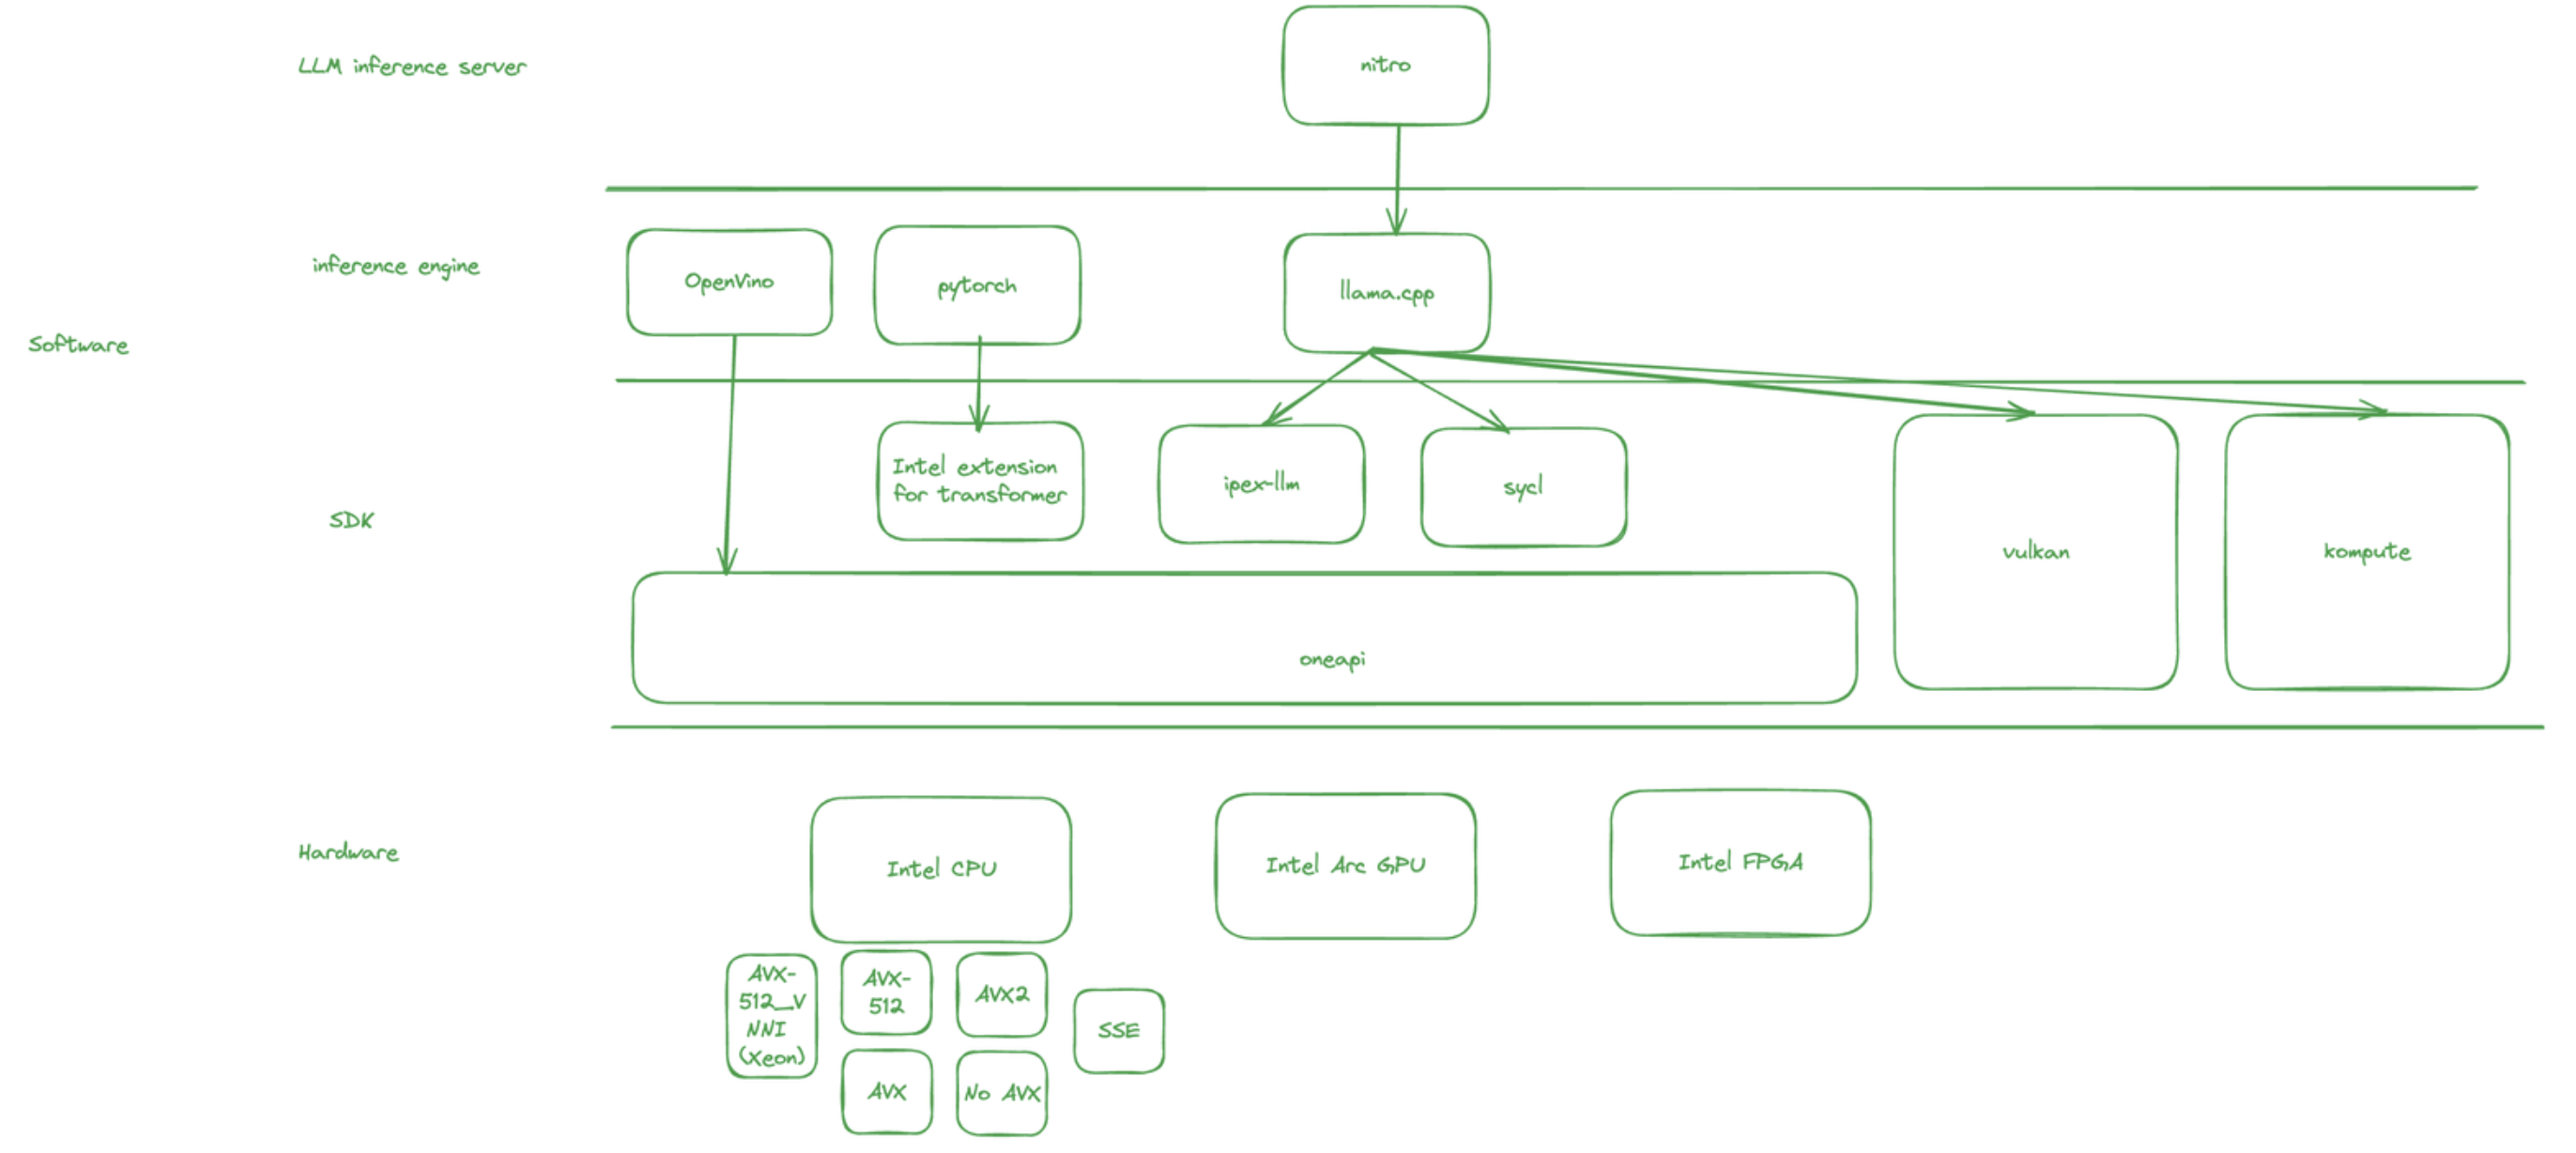 LLM inference server
nitro
inference engine
OpenVino
pytorch
llama.cpp
Software
SDK
Intel extension
for transformer
ipex-llm
sycl
vulkan
kompute
oneapi
Hardware
Intel CPU
Intel Arc GPU
Intel FPGA
AVX-
512_V
NNI
(Xeon)
AVX-
512
AVX2
SSE
AVX
No AVX